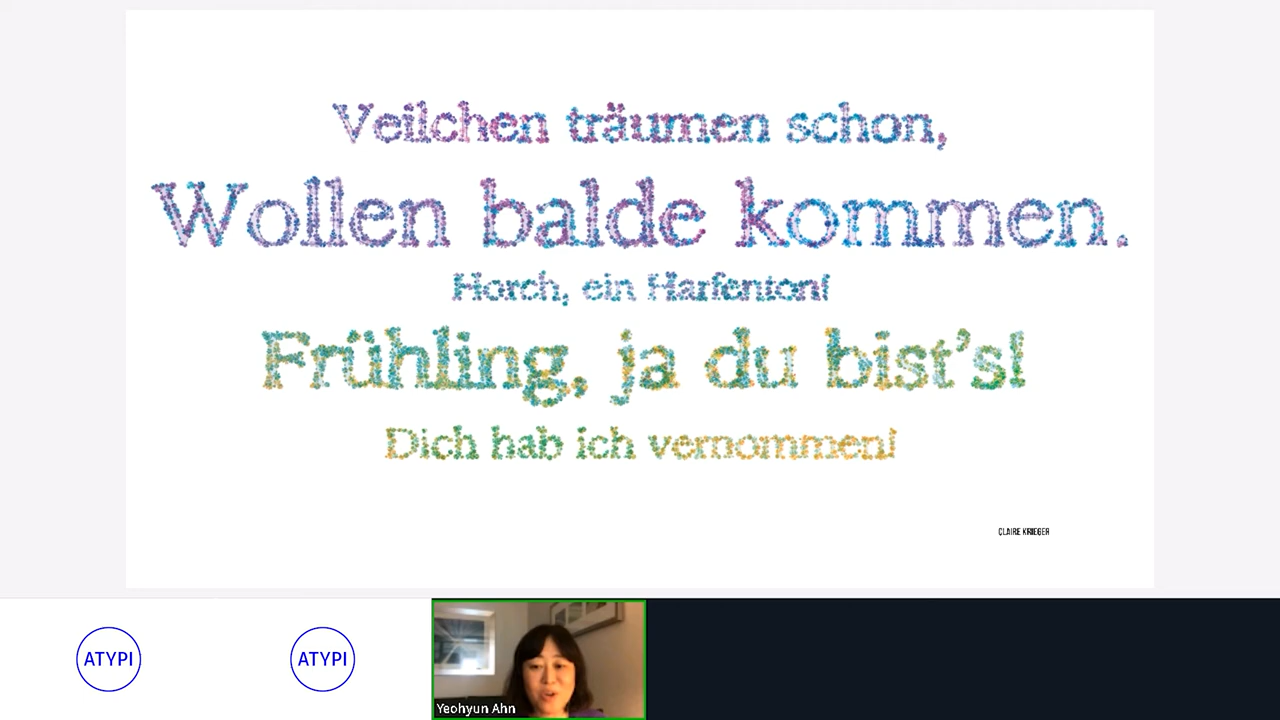 Veilchen träumen schon,
Wollen balde kommen.
Horch, ein Harfenton!
Frühling, ja du bist's!
Dich hab ich vernommen!
CLAIRE KRIEGER
ATYPI
ATYPI
Yeohyun Ahn